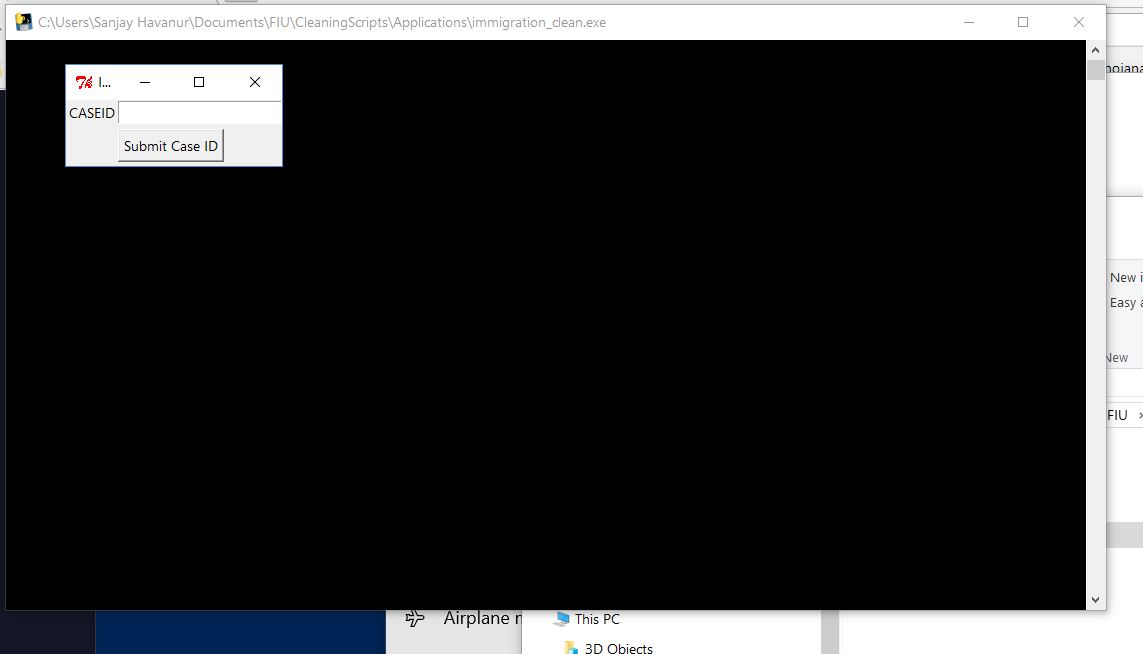 C:\Users\Sanjay Havanur\Documents\FIU\CleaningScripts\Applications\immigration_clean.exe
I...
CASEID
Submit Case ID
New
Easy
New
FIU
Airplane
This PC
3D Objects